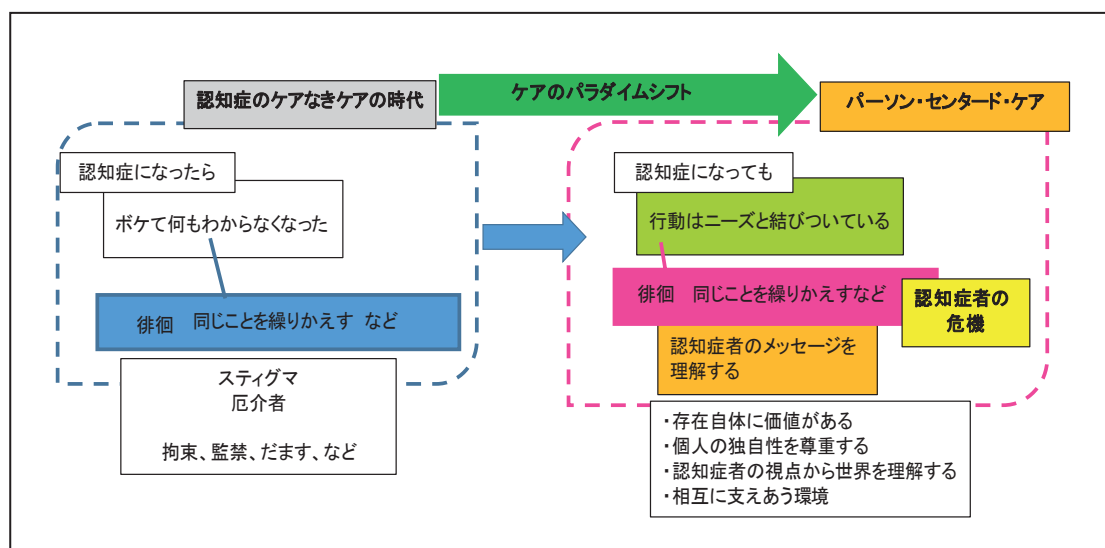 認知症のケアなきケアの時代
ケアのパラダイムシフト
パーソン・センタード・ケア
認知症になったら
ボケて何もわからなくなった
徘徊 同じことを繰りかえす など
スティグマ
厄介者
拘束、監禁、だます、など
認知症になっても
行動はニーズと結びついている
徘徊 同じことを繰りかえすなど
認知症者の
危機
認知症者のメッセージを
理解する
・存在自体に価値がある
・個人の独自性を尊重する
・認知症者の視点から世界を理解する
・相互に支えあう環境